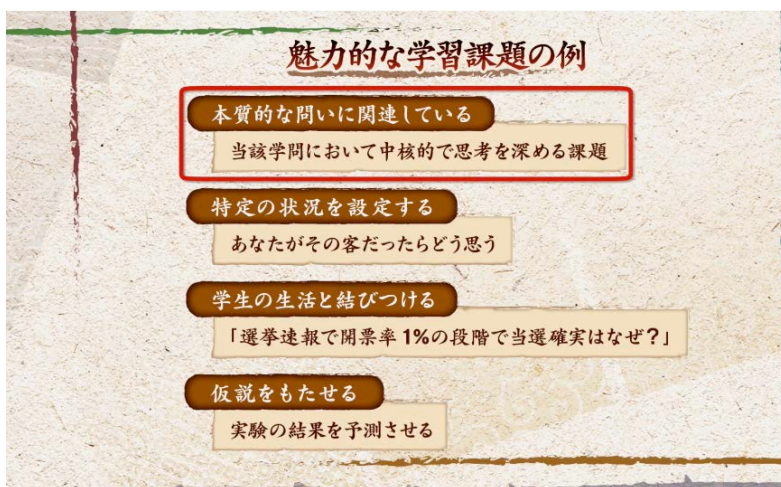 魅力的な学習課題の例
本質的な問いに関連している
当該学問において中核的で思考を深める課題
特定の状況を設定する
あなたがその客だったらどう思う
学生の生活と結びつける
「選挙速報で開票率1%の段階で当選確実はなぜ?」
仮説をもたせる
実験の結果を予測させる